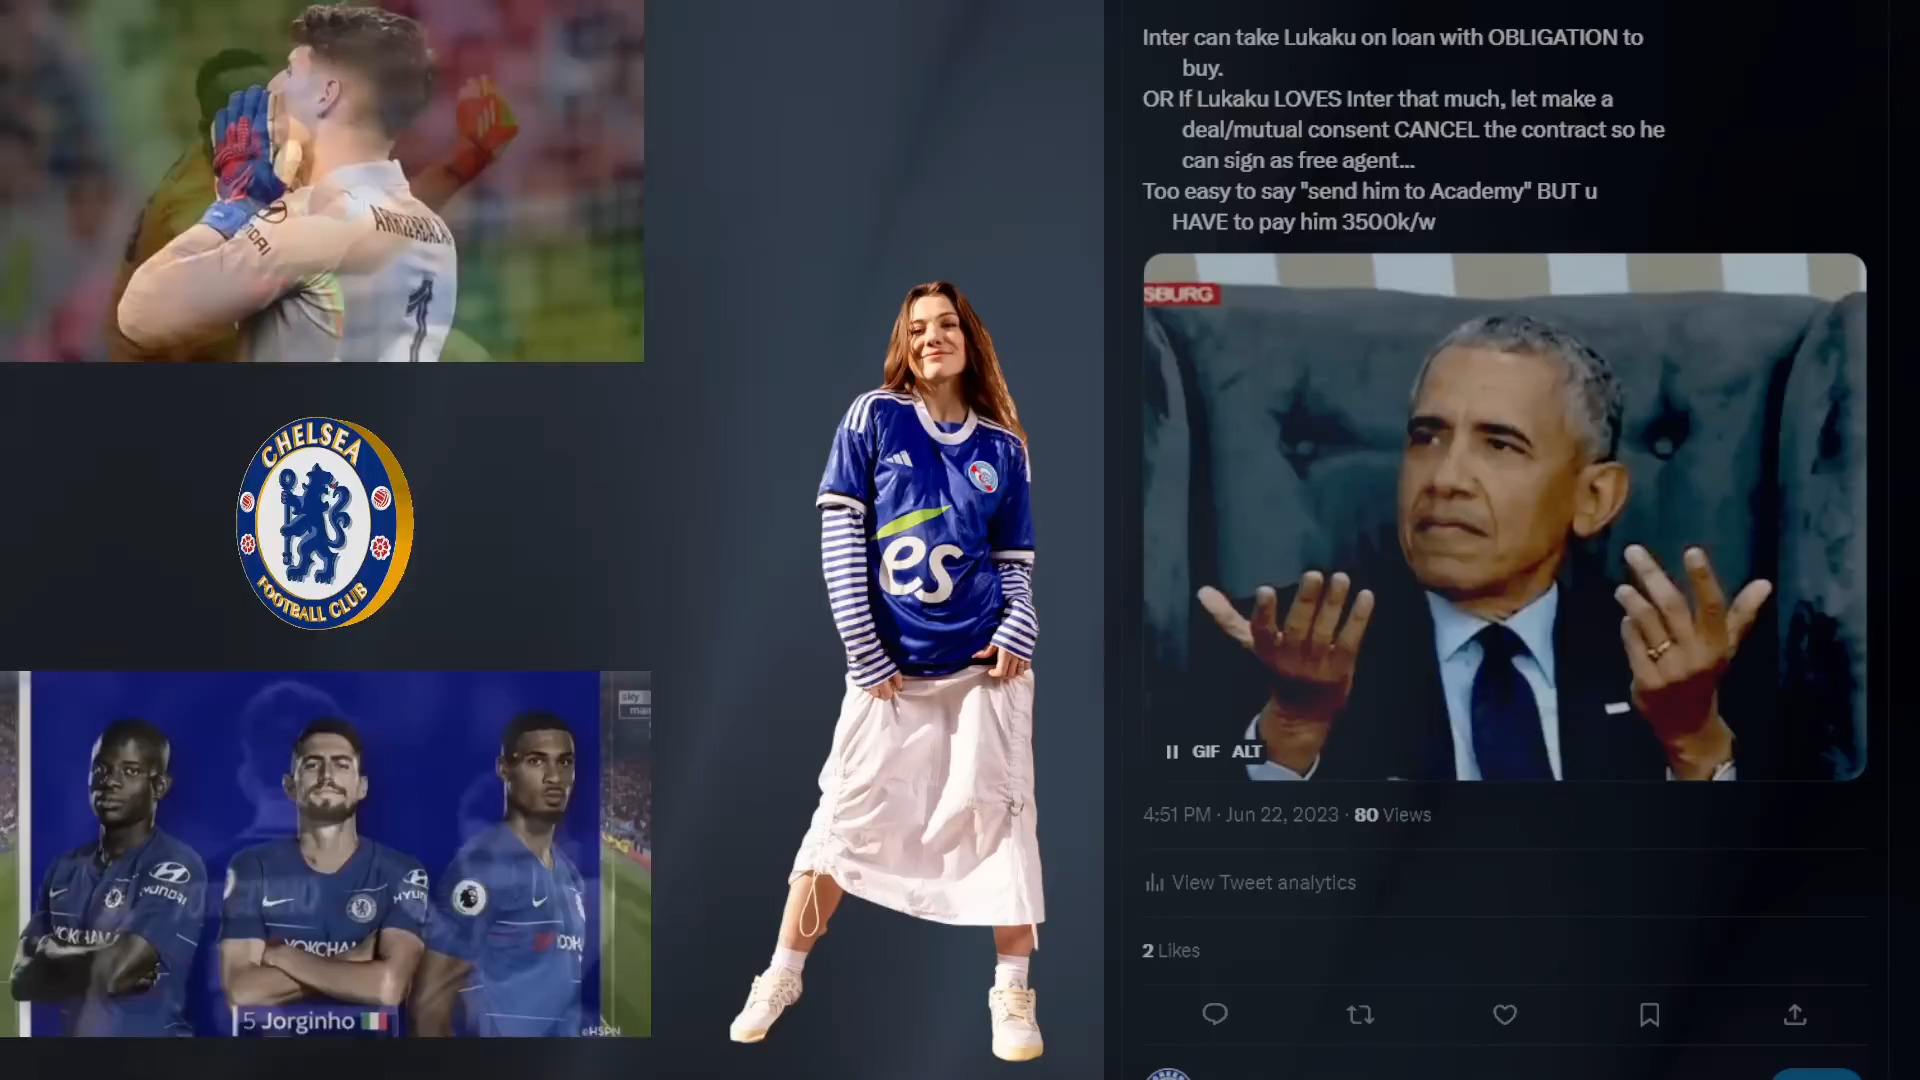 Inter can take Lukaku on loan with OBLIGATION to
buy.
OR If Lukaku LOVES Inter that much, let make a
deal/mutual consent CANCEL the contract so he
can sign as free agent...
Too easy to say "send him to Academy" BUT u
HAVE to pay him 3500k/w
SBURG
GIF ALT
4:51 PM · Jun 22, 2023 · 80 Views
View Tweet analytics
2 Likes
1
CHELSEA
FOOTBALL CLUB
es
sky
HYUNDAI
5 Jorginho